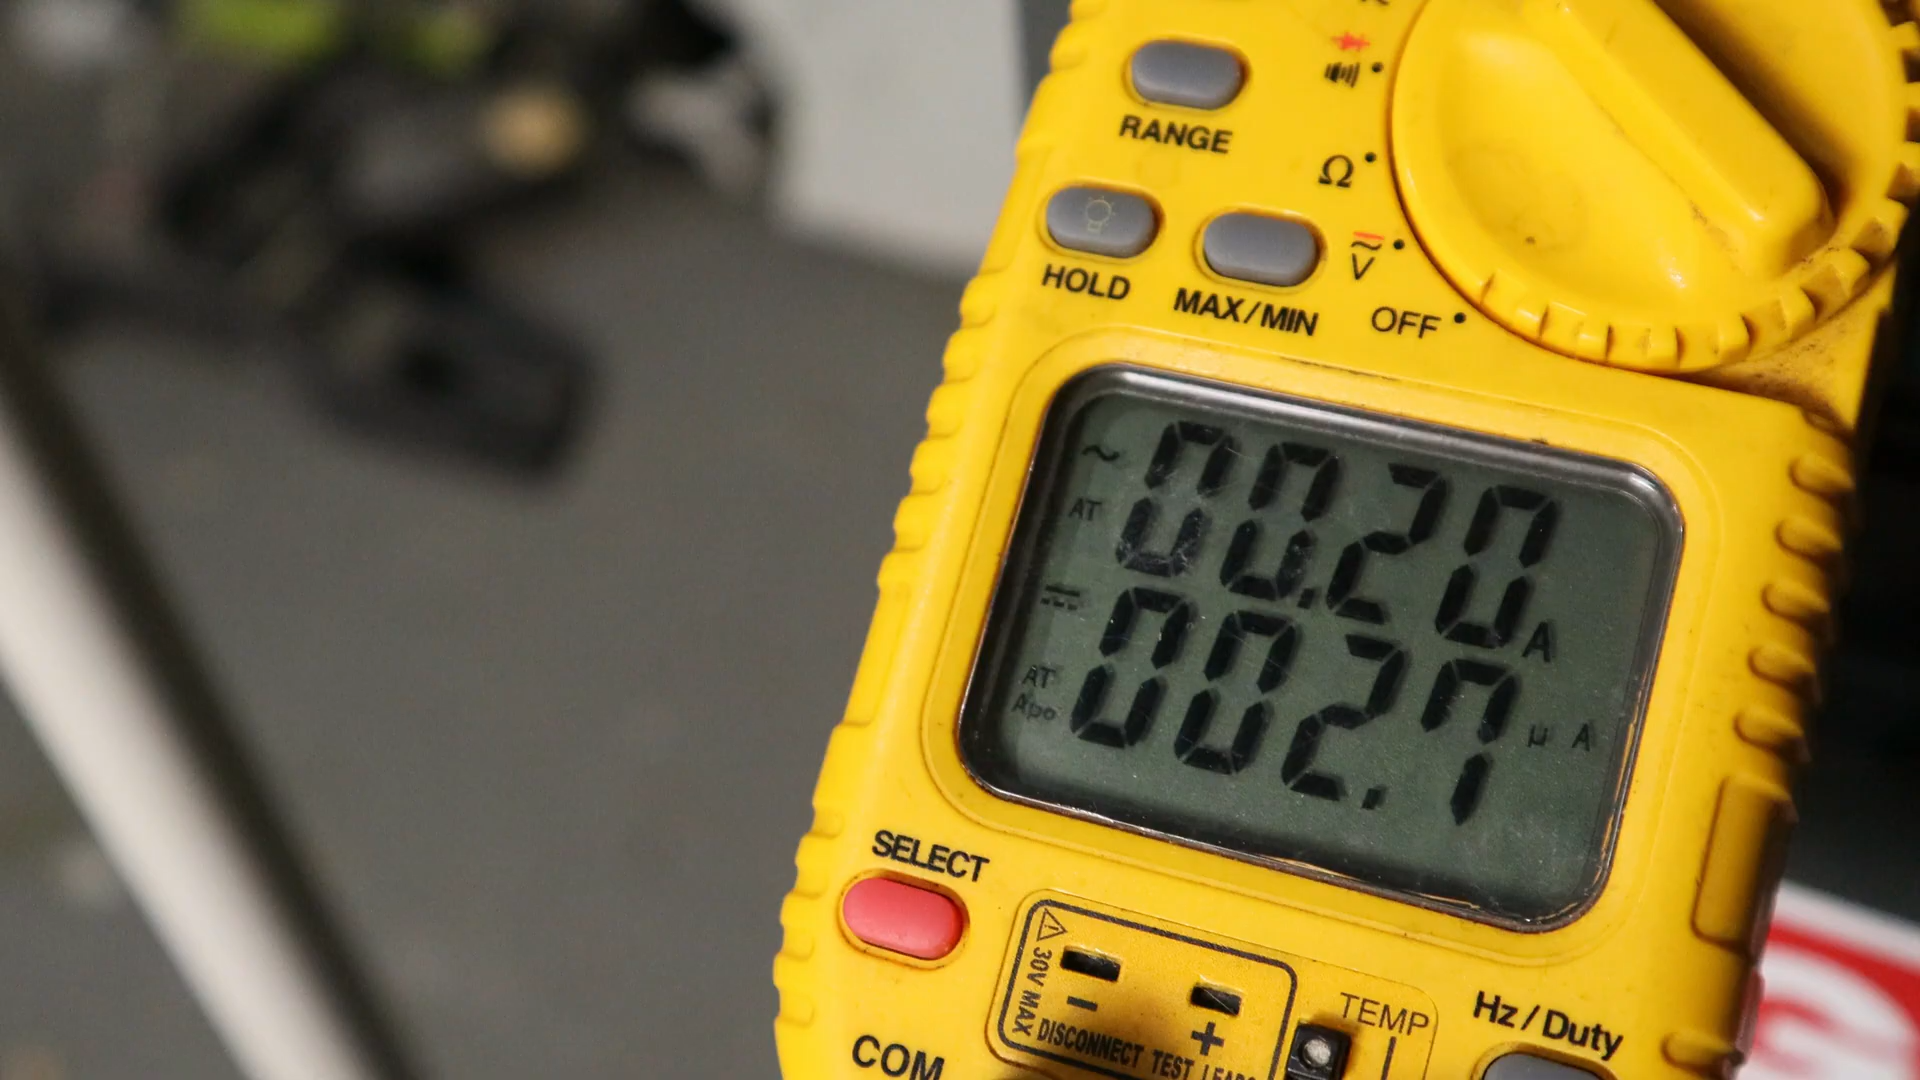 RANGE
Ω
HOLD
MAX/MIN
V
OFF
~
00.20
AT
A
002.7
AT
Apo
μ A
SELECT
30V MAX
-
+
DISCONNECT TEST LEADS
TEMP
Hz/Duty
COM